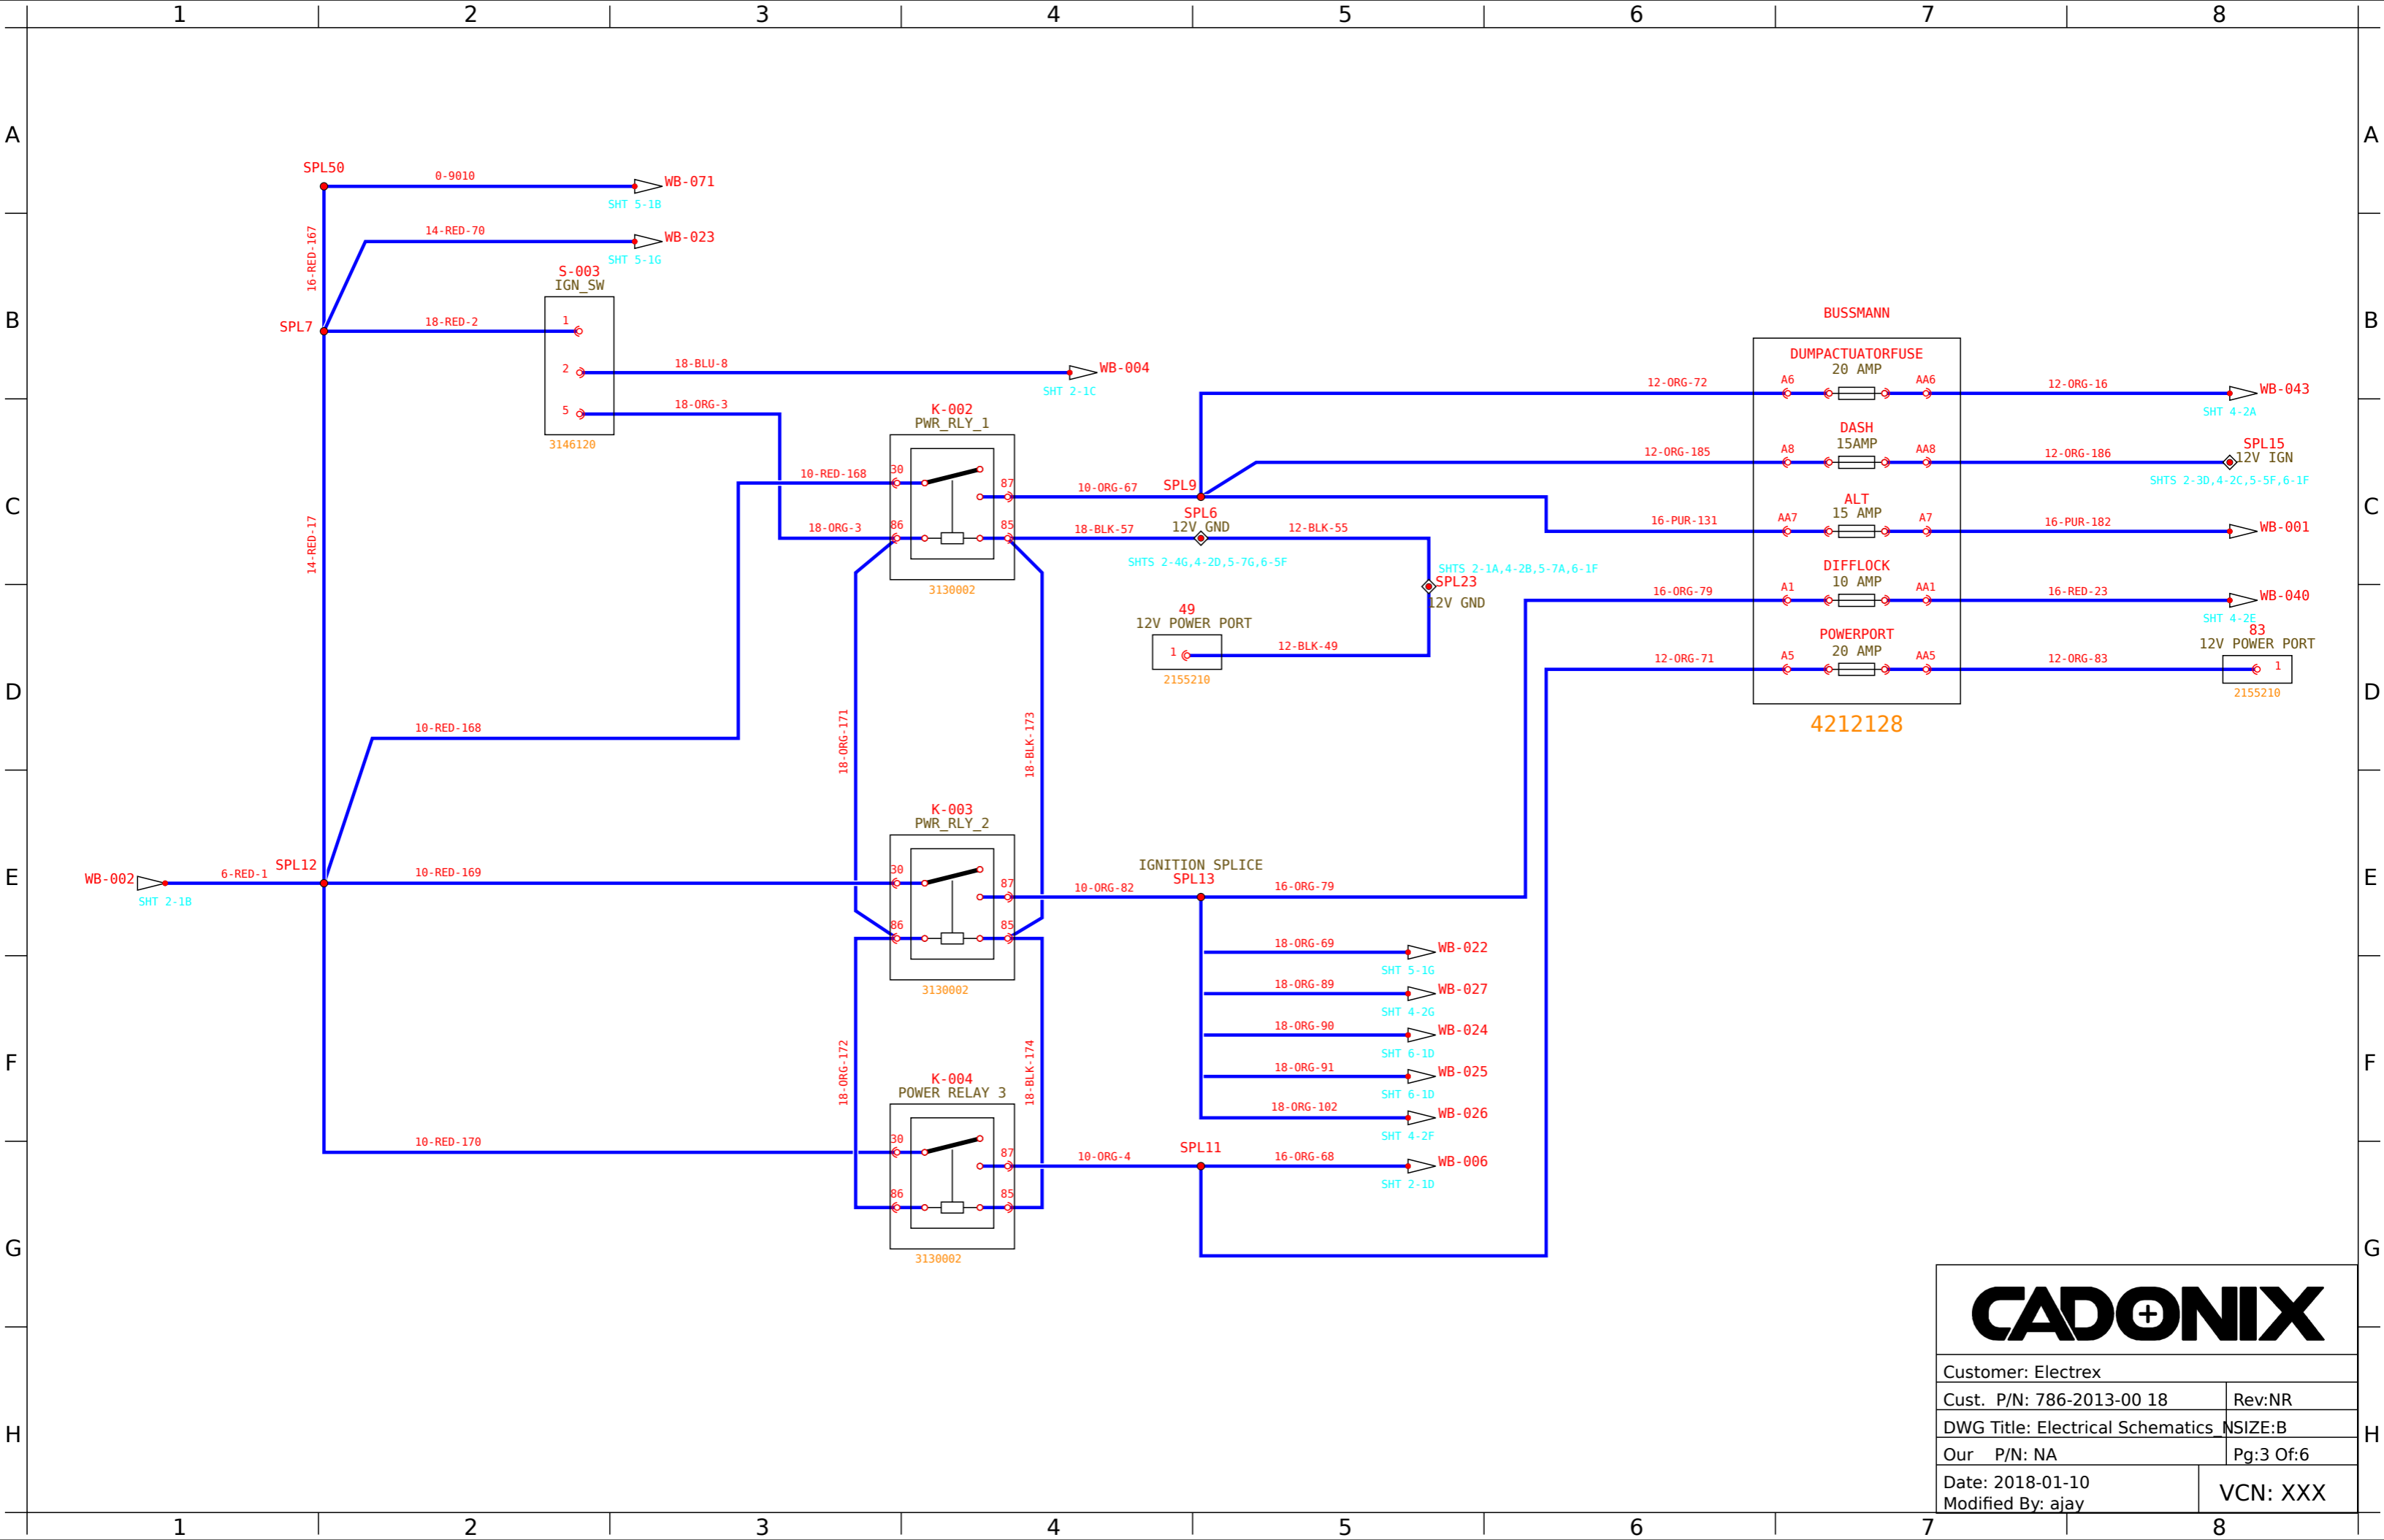 1 2 3 4 5 6 7 8
A A
SPL50
0-9010
WB-071
SHT 5-1B
16-RED-167
14-RED-70
WB-023
SHT 5-1G
S-003
IGN_SW
B B
SPL7
18-RED-2
1
2
18-BLU-8
WB-004
SHT 2-1C
5
18-ORG-3
3146120
BUSSMANN
DUMPACTUATORFUSE
20 AMP
12-ORG-72
A6
AA6
12-ORG-16
WB-043
SHT 4-2A
K-002
PWR_RLY_1
10-RED-168
30
87
18-ORG-3
86
85
3130002
10-ORG-67
SPL9
DASH
15AMP
12-ORG-185
A8
AA8
12-ORG-186
SPL15
12V IGN
SHTS 2-3D,4-2C,5-5F,6-1F
C C
14-RED-17
SPL6
12V GND
18-BLK-57
12-BLK-55
SHTS 2-4G,4-2D,5-7G,6-5F
ALT
15 AMP
16-PUR-131
AA7
A7
16-PUR-182
WB-001
SHTS 2-1A,4-2B,5-7A,6-1F
SPL23
12V GND
DIFFLOCK
10 AMP
16-ORG-79
A1
AA1
16-RED-23
WB-040
SHT 4-2E
49
12V POWER PORT
1
12-BLK-49
2155210
POWERPORT
20 AMP
12-ORG-71
A5
AA5
12-ORG-83
83
12V POWER PORT
1
2155210
4212128
D D
10-RED-168
18-ORG-171
18-BLK-173
K-003
PWR_RLY_2
E E
WB-002
SHT 2-1B
6-RED-1
SPL12
10-RED-169
30
87
86
85
3130002
10-ORG-82
IGNITION SPLICE
SPL13
16-ORG-79
18-ORG-69
WB-022
SHT 5-1G
18-ORG-89
WB-027
SHT 4-2G
18-ORG-90
WB-024
SHT 6-1D
F F
18-ORG-91
WB-025
SHT 6-1D
18-ORG-102
WB-026
SHT 4-2F
18-ORG-172
18-BLK-174
K-004
POWER RELAY 3
10-RED-170
30
87
86
85
3130002
10-ORG-4
SPL11
16-ORG-68
WB-006
SHT 2-1D
G G
CADONIX
Customer: Electrex
Cust. P/N: 786-2013-00 18
Rev:NR
DWG Title: Electrical Schematics_N
SIZE:B
H H
Our P/N: NA
Pg:3 Of:6
Date: 2018-01-10
Modified By: ajay
VCN: XXX
1 2 3 4 5 6 7 8